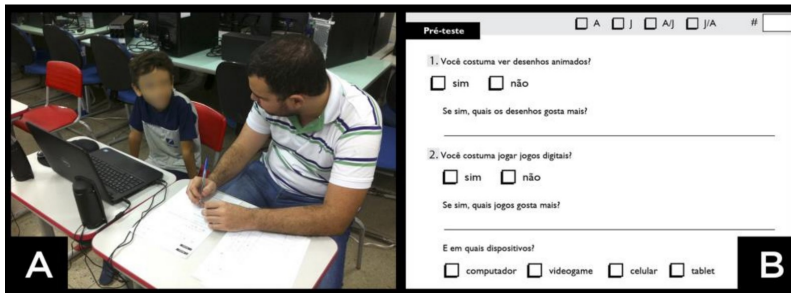 A
Pré-teste
A J A/J J/A #
1. Você costuma ver desenhos animados?
sim não
Se sim, quais os desenhos gosta mais?
2. Você costuma jogar jogos digitais?
sim não
Se sim, quais jogos gosta mais?
E em quais dispositivos?
computador videogame celular tablet
B